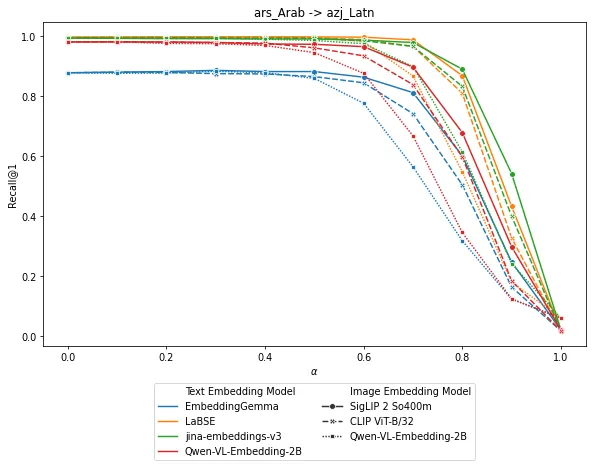 ars_Arab -> azj_Latn
Recall@1
1.0
0.8
0.6
0.4
0.2
0.0
0.0 0.2 0.4 0.6 0.8 1.0
α
Text Embedding Model
EmbeddingGemma
LaBSE
jina-embeddings-v3
Qwen-VL-Embedding-2B
Image Embedding Model
SigLIP 2 So400m
CLIP ViT-B/32
Qwen-VL-Embedding-2B